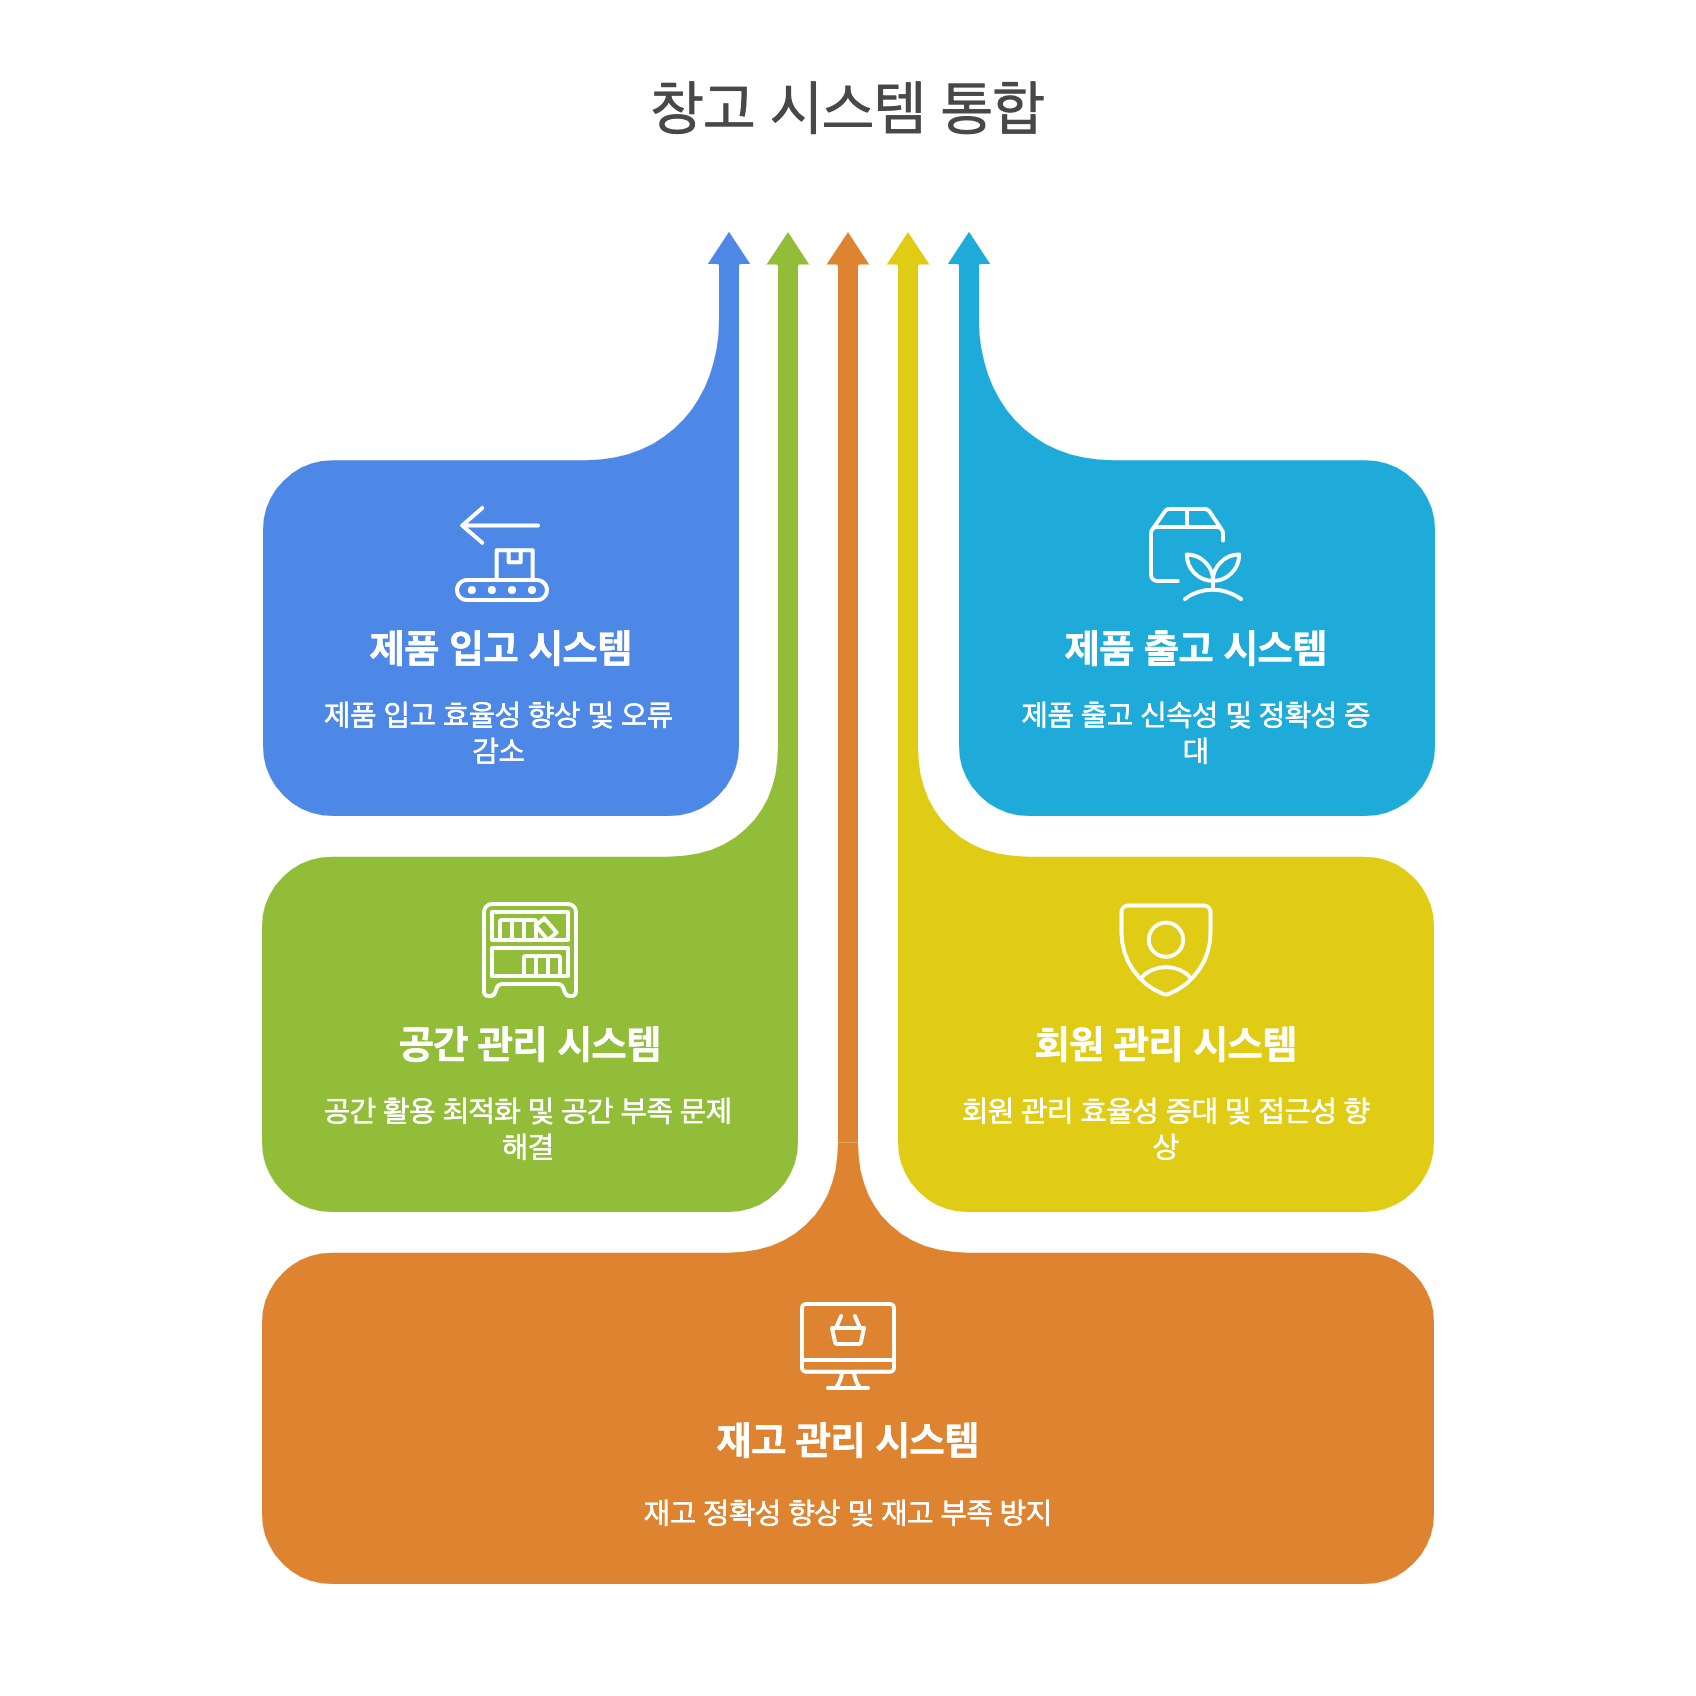 창고 시스템 통합
제품 입고 시스템
제품 입고 효율성 향상 및 오류
감소
제품 출고 시스템
제품 출고 신속성 및 정확성 증
대
공간 관리 시스템
공간 활용 최적화 및 공간 부족 문제
해결
회원 관리 시스템
회원 관리 효율성 증대 및 접근성 향
상
재고 관리 시스템
재고 정확성 향상 및 재고 부족 방지